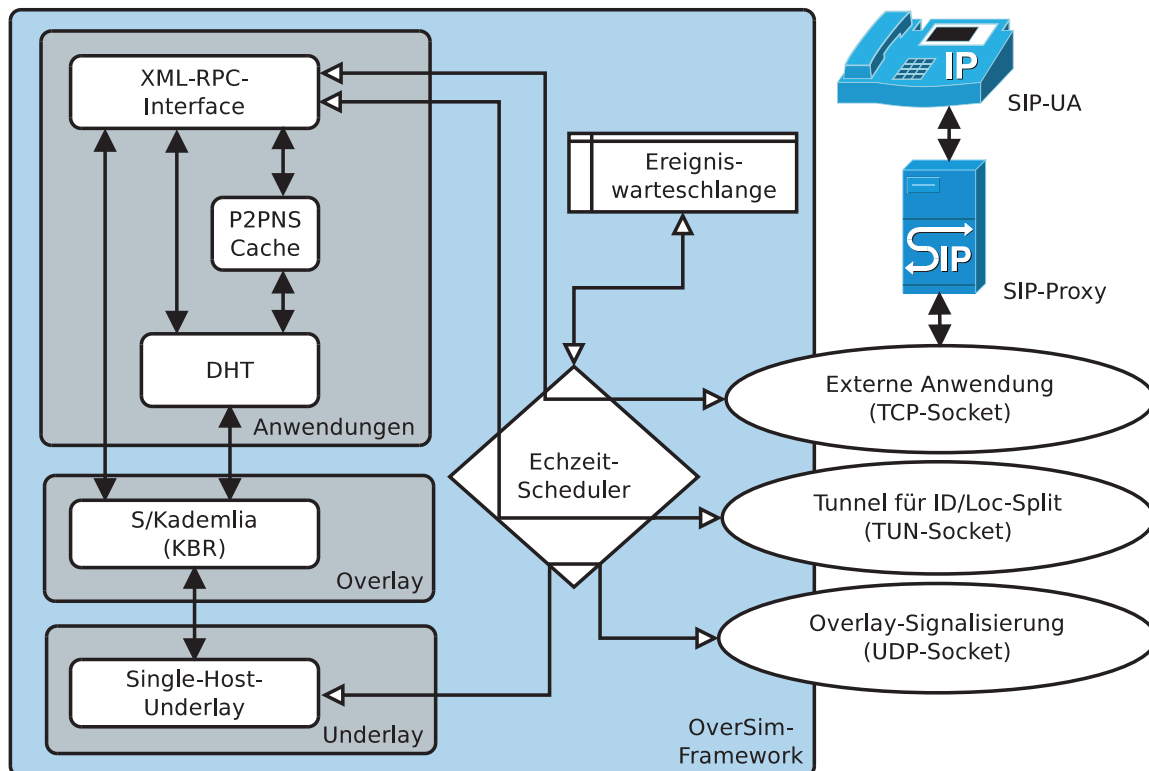 XML-RPC-
Interface
P2PNS
Cache
DHT
Anwendungen
S/Kademlia
(KBR)
Overlay
Single-Host-
Underlay
Underlay
Ereignis-
warteschlange
Echzeit-
Scheduler
OverSim-
Framework
IP
SIP-UA
SIP
SIP-Proxy
Externe Anwendung
(TCP-Socket)
Tunnel für ID/Loc-Split
(TUN-Socket)
Overlay-Signalisierung
(UDP-Socket)